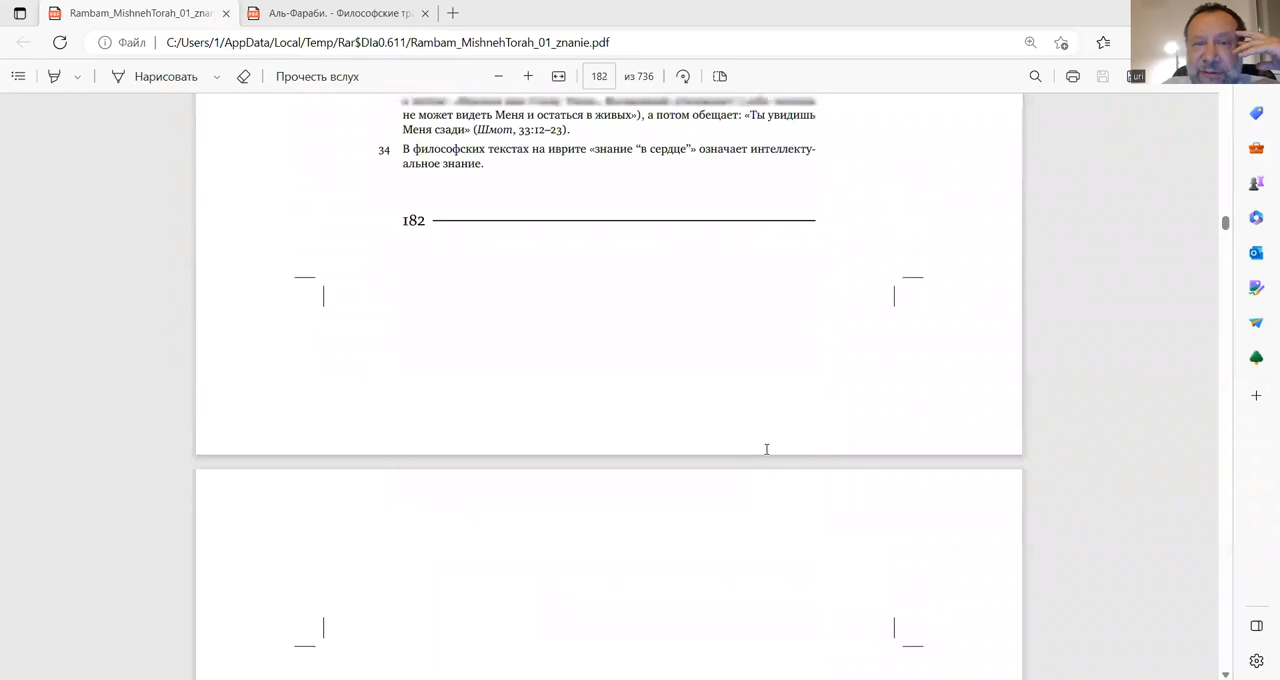 Rambam_MishnehTorah_01_znan
Аль-Фараби. - Философские тр
Файл
C:/Users/1/AppData/Local/Temp/Rar$DIa0.611/Rambam_MishnehTorah_01_znanie.pdf
Нарисовать
Прочесть вслух
182
из 736
uri
не может видеть Меня и остаться в живых»), а потом обещает: «Ты увидишь
Меня сзади» (Шмот, 33:12–23).
34 В философских текстах на иврите «знание “в сердце”» означает интеллекту-
альное знание.
182